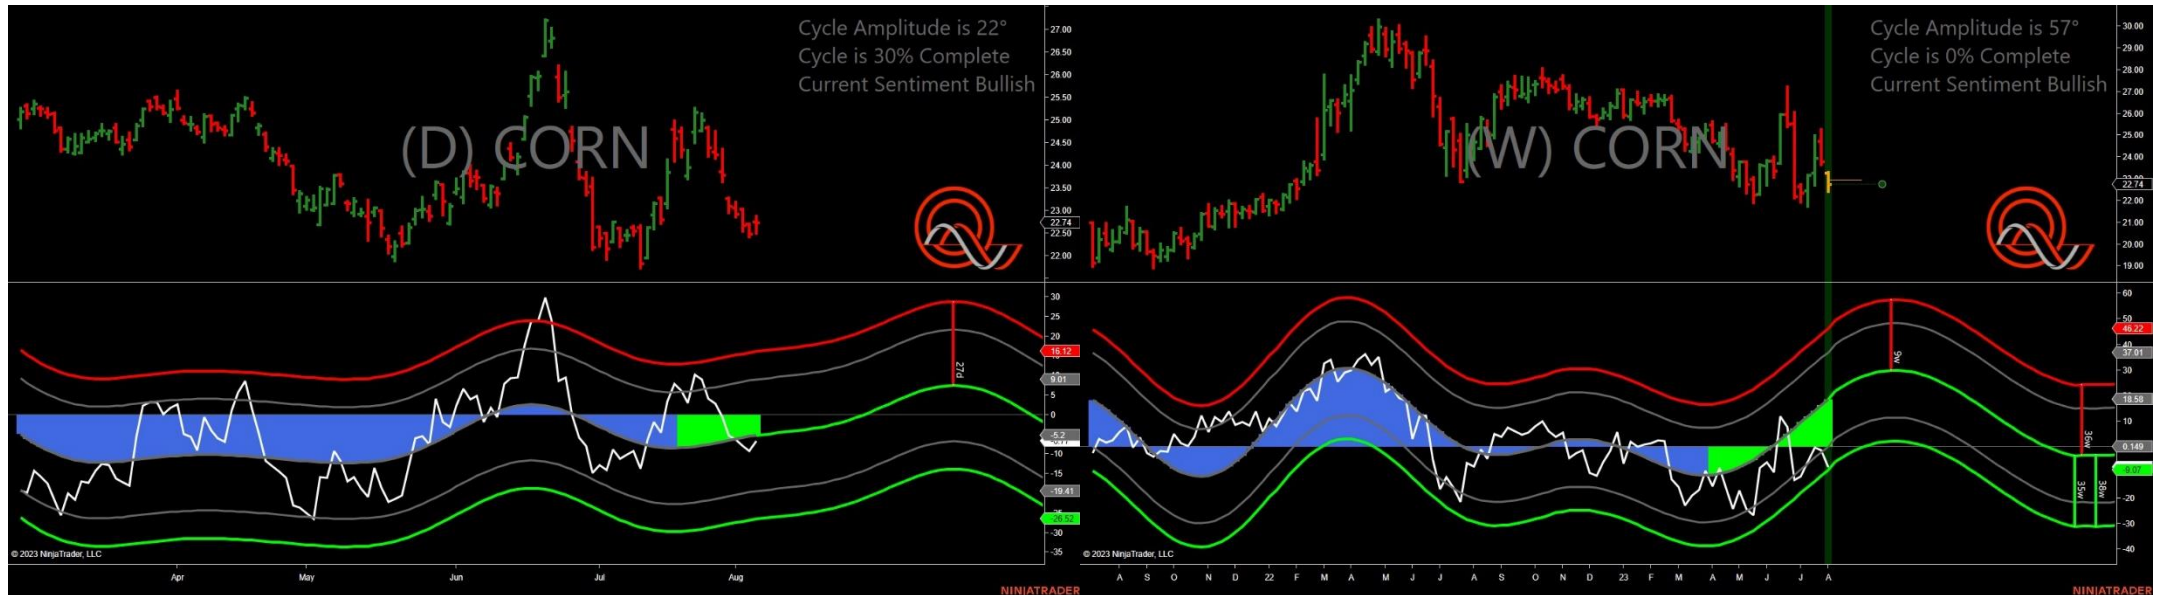 Cycle Amplitude is 22°
Cycle is 30% Complete
Current Sentiment Bullish
(D) CORN
27.00
26.50
26.00
25.50
25.00
24.50
24.00
23.50
23.00
22.74
22.50
22.00
30
25
20
16.12
9.01
5
0
-5.2
-10
-15
-19.41
-26.52
-30
-35
27d
© 2023 NinjaTrader, LLC
Apr May Jun Jul Aug
NINJATRADER
Cycle Amplitude is 57°
Cycle is 0% Complete
Current Sentiment Bullish
(W) CORN
30.00
29.00
28.00
27.00
26.00
25.00
24.00
22.74
22.00
21.00
20.00
19.00
60
50
46.22
37.01
30
18.58
10
0.149
-9.07
-20
-30
-40
9w
36w
35w
38w
© 2023 NinjaTrader, LLC
A S O N D 22 F M A M J J A S O N D 23 F M A M J J A
NINJATRADER